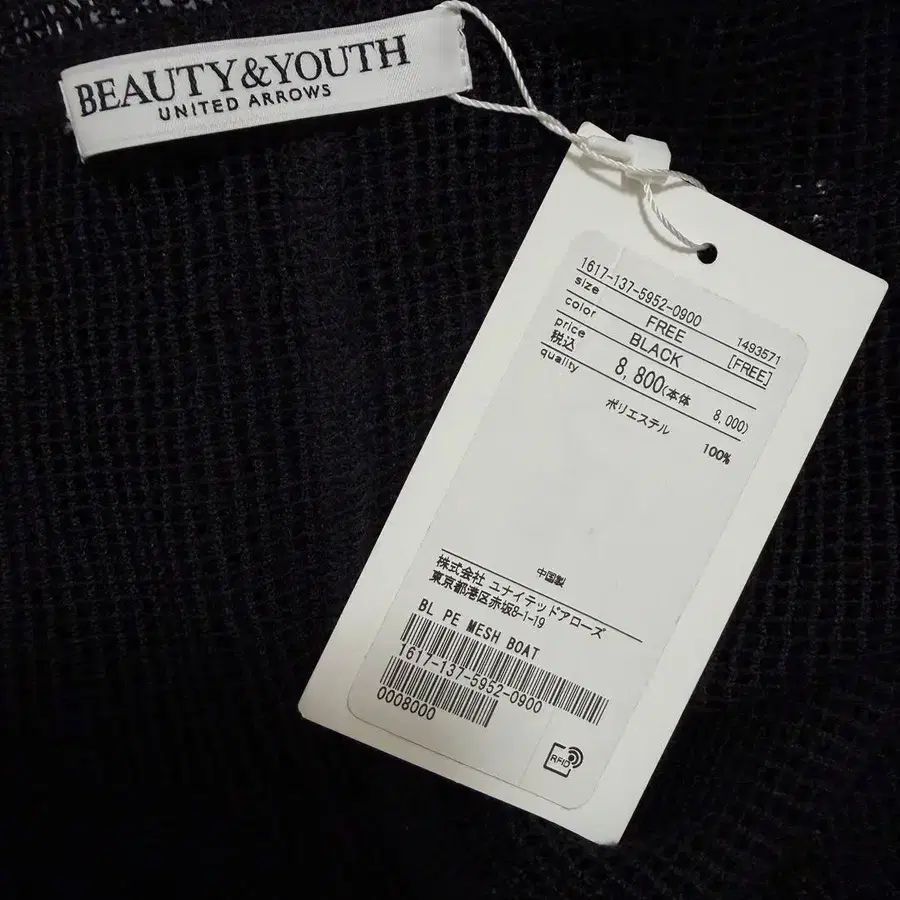 BEAUTY&YOUTH
UNITED ARROWS
1617-137-5952-0900
1493571
size FREE [FREE]
color BLACK
price
税込 8,800(本体 8,000)
quality
ポリエステル 100%
中国製
株式会社 ユナイテッドアローズ
東京都港区赤坂8-1-19
BL PE MESH BOAT
1617-137-5952-0900
0008000
RFID